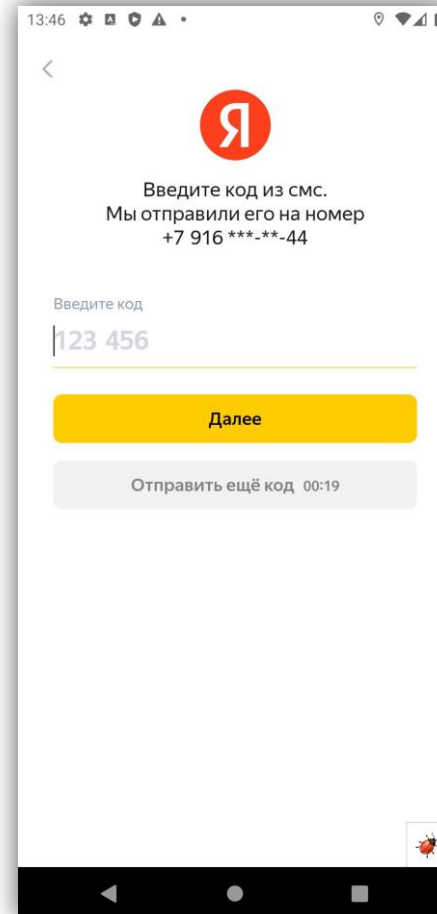 13:46
Я
Введите код из смс.
Мы отправили его на номер
+7 916 ***-**-44
Введите код
123 456
Далее
Отправить ещё код 00:19